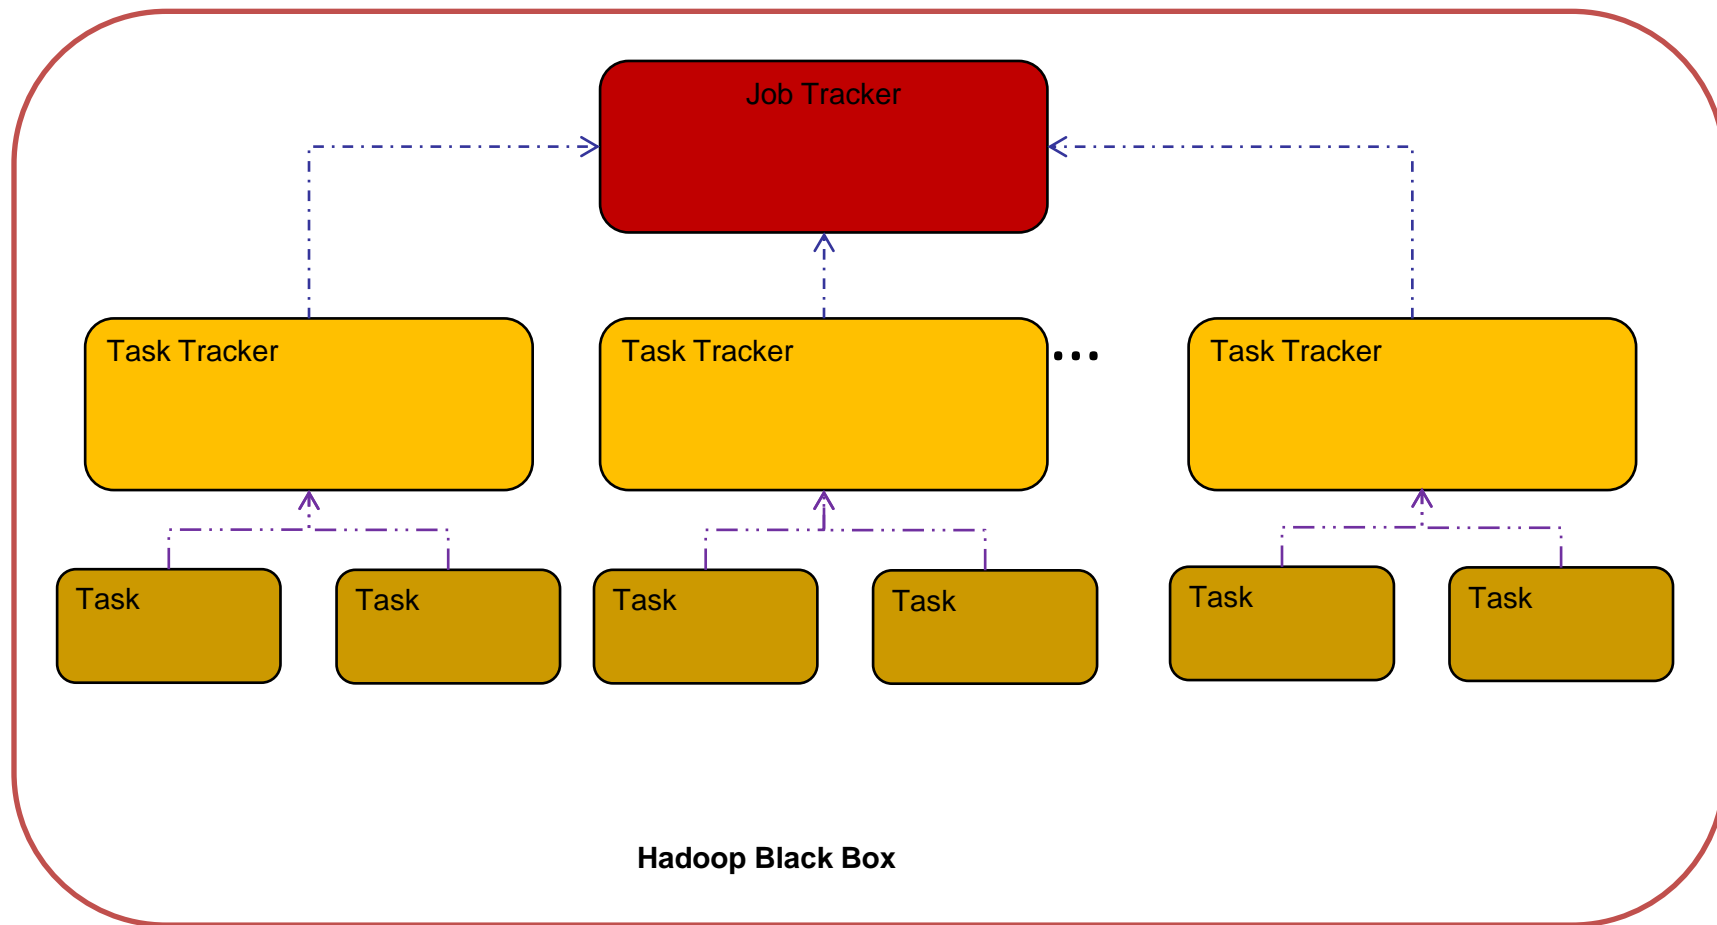 Job Tracker
Task Tracker
Task Tracker
...
Task Tracker
Task
Task
Task
Task
Task
Task
Hadoop Black Box